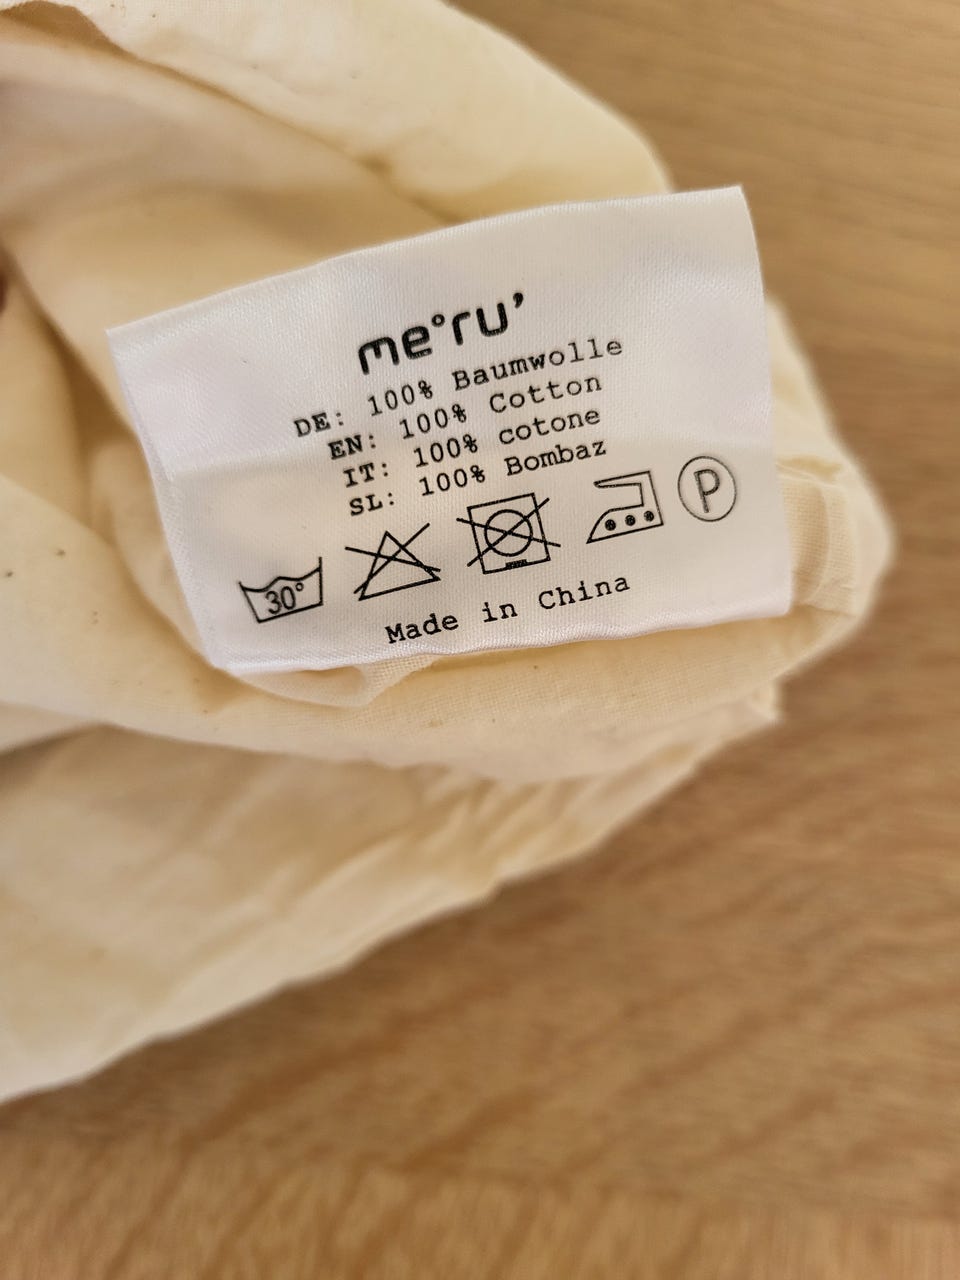 me°ru'
DE: 100% Baumwolle
EN: 100% Cotton
IT: 100% cotone
SL: 100% Bombaz
30° P
Made in China